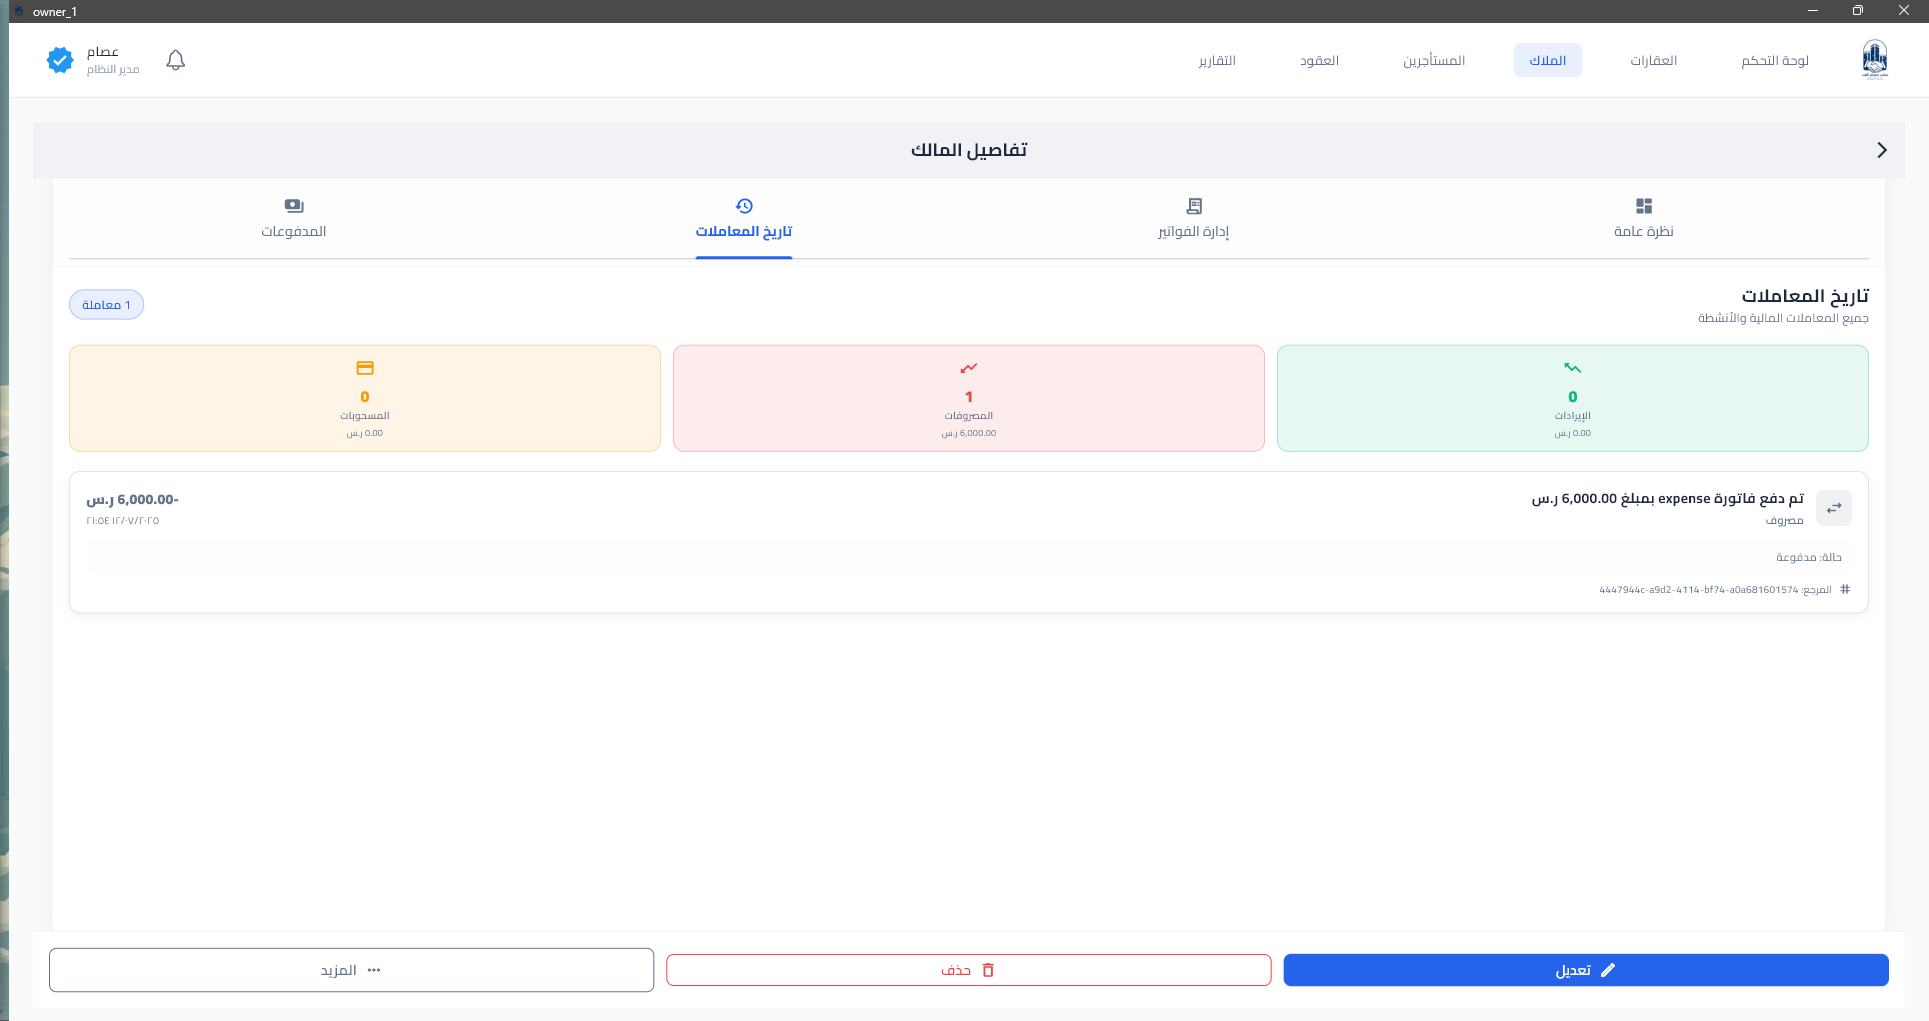 owner_1
لوحة التحكم
العقارات
الملاك
المستأجرين
العقود
التقارير
عصام
مدير النظام
تفاصيل المالك
نظرة عامة
إدارة الفواتير
تاريخ المعاملات
المدفوعات
تاريخ المعاملات
جميع المعاملات المالية والأنشطة
1 معاملة
0
الإيرادات
0.00 ر.س
1
المصروفات
6,000.00 ر.س
0
المسحوبات
0.00 ر.س
تم دفع فاتورة expense بمبلغ 6,000.00 ر.س
مصروف
-6,000.00 ر.س
١٢/٠٧/٢٠٢٥ ٢١:٥٤
حالة: مدفوعة
المرجع: 4447944c-a9d2-4114-bf74-a0a681601574
تعديل
حذف
المزيد